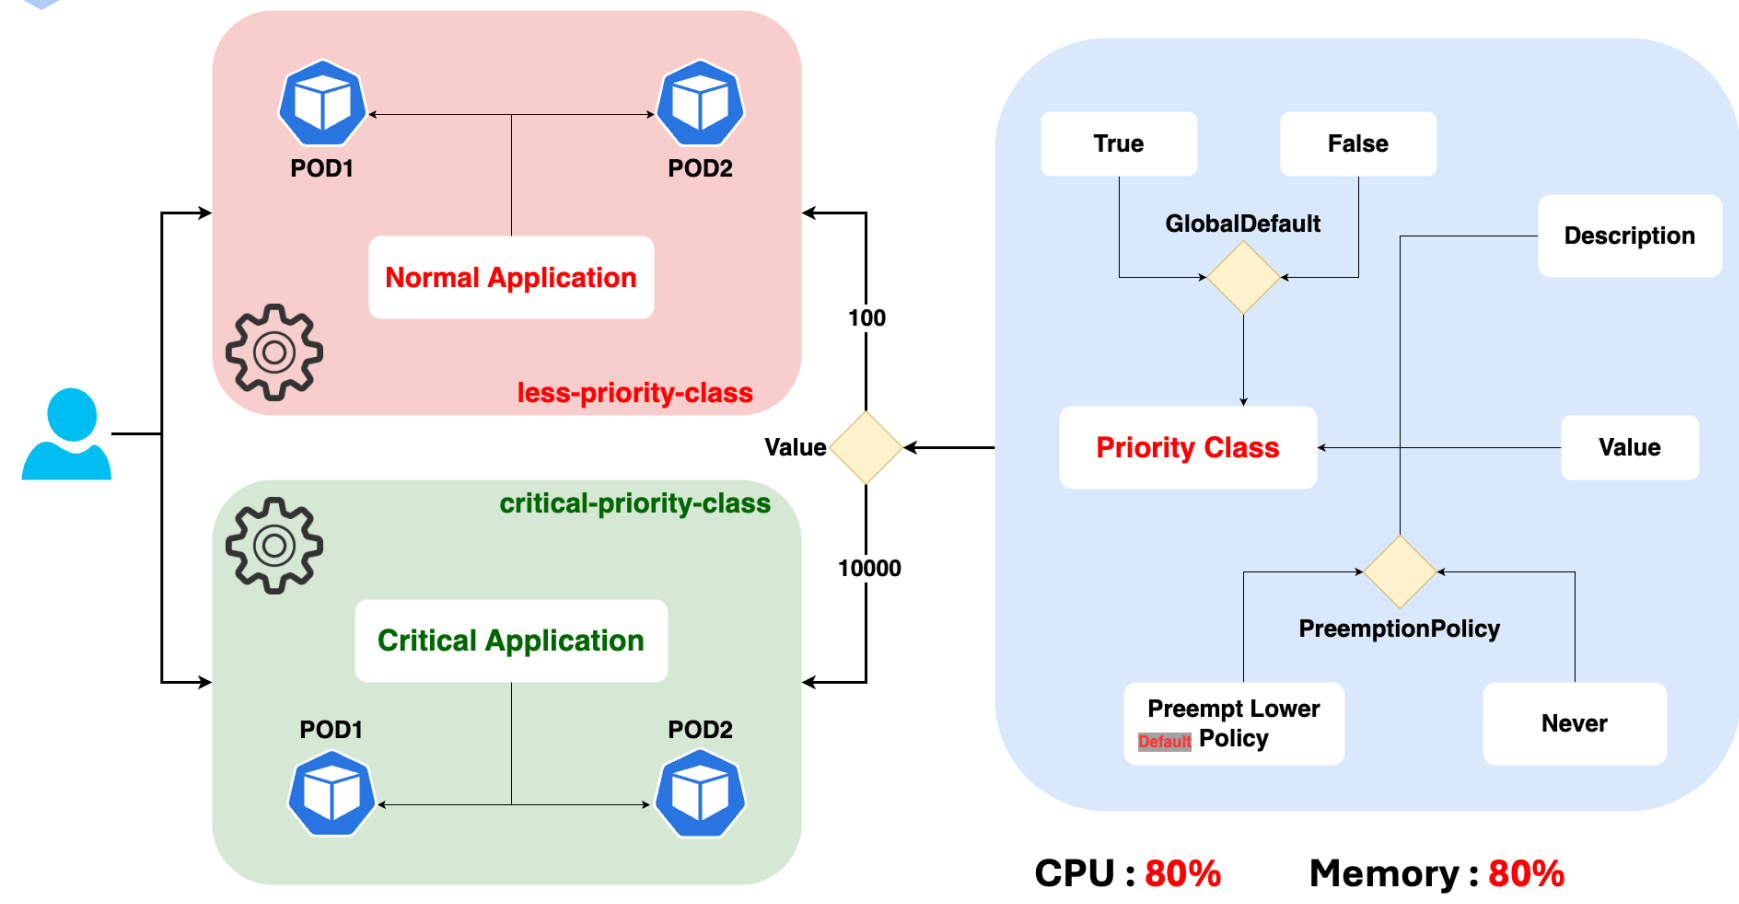 POD1
POD2
Normal Application
less-priority-class
critical-priority-class
Critical Application
POD1
POD2
100
Value
10000
True
False
GlobalDefault
Description
Priority Class
Value
PreemptionPolicy
Preempt Lower
Default Policy
Never
CPU : 80%
Memory : 80%